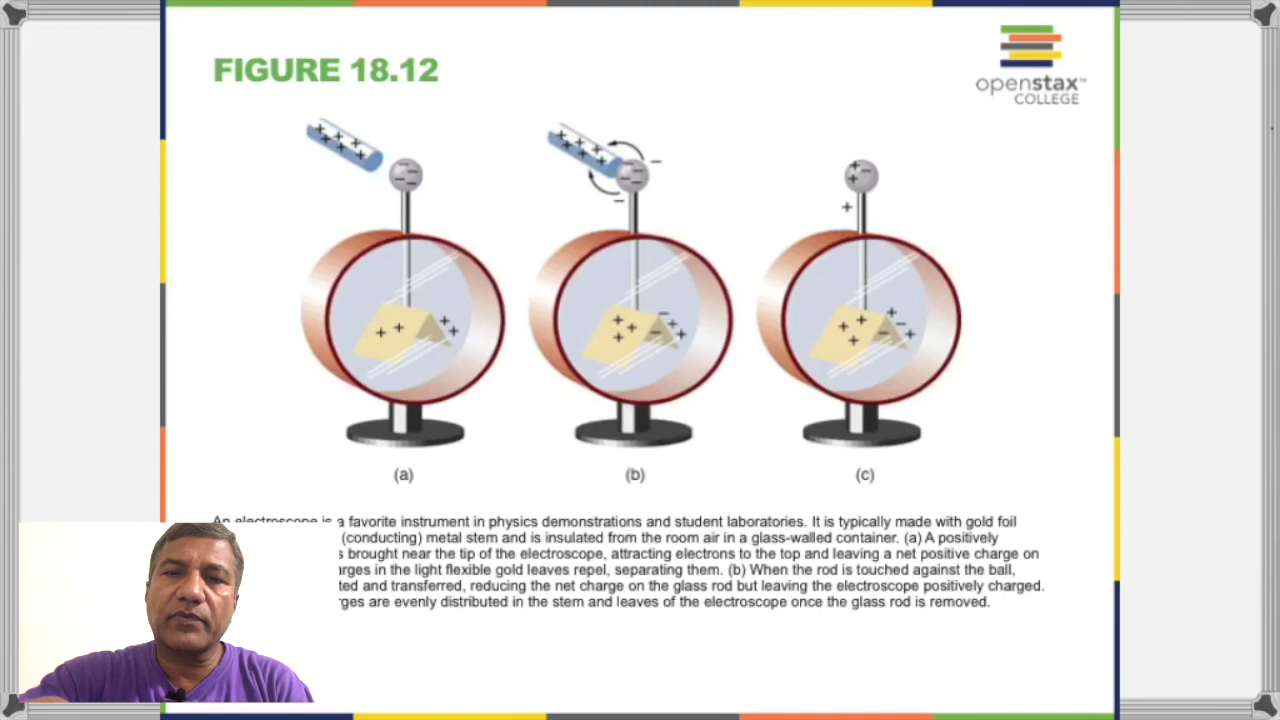 FIGURE 18.12
openstax™
COLLEGE
(a)
(b)
(c)
An electroscope is a favorite instrument in physics demonstrations and student laboratories. It is typically made with gold foil
(conducting) metal stem and is insulated from the room air in a glass-walled container. (a) A positively
brought near the tip of the electroscope, attracting electrons to the top and leaving a net positive charge on
in the light flexible gold leaves repel, separating them. (b) When the rod is touched against the ball,
and transferred, reducing the net charge on the glass rod but leaving the electroscope positively charged.
are evenly distributed in the stem and leaves of the electroscope once the glass rod is removed.